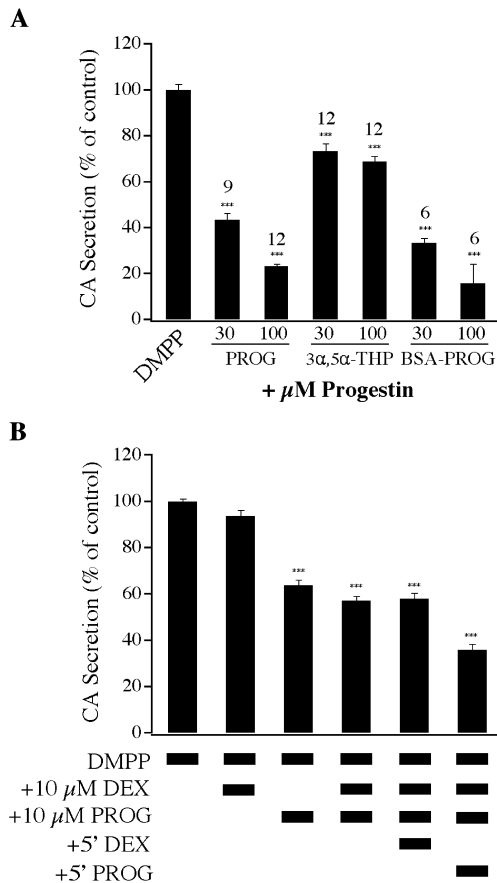 A
CA Secretion (% of control)
120
100
80
60
40
20
0
9
***
12
***
12
***
12
***
6
***
6
***
DMPP
30 100 30 100 30 100
PROG 3α,5α-THP BSA-PROG
+ µM Progestin
B
CA Secretion (% of control)
120
100
80
60
40
20
0
*** *** *** ***
DMPP
+10 µM DEX
+10 µM PROG
+5' DEX
+5' PROG